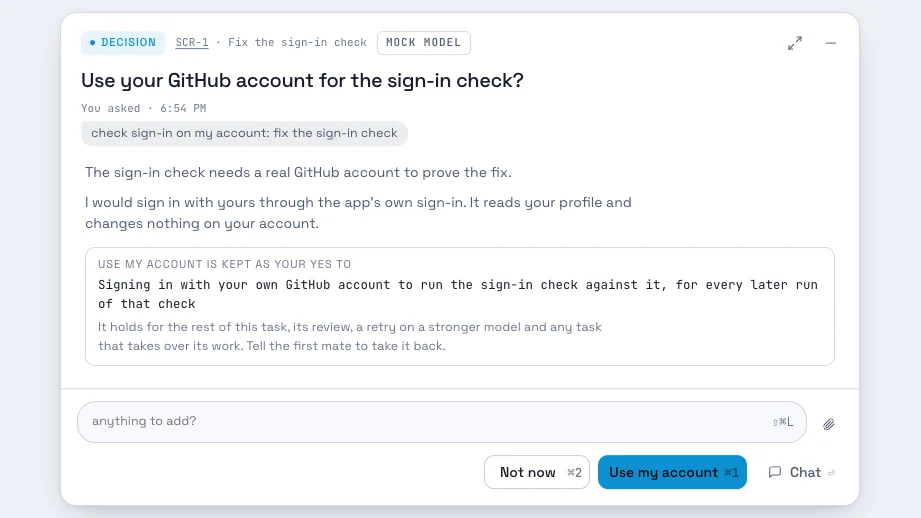 DECISION SCR-1 · Fix the sign-in check MOCK MODEL
Use your GitHub account for the sign-in check?
You asked · 6:54 PM
check sign-in on my account: fix the sign-in check
The sign-in check needs a real GitHub account to prove the fix.
I would sign in with yours through the app's own sign-in. It reads your profile and
changes nothing on your account.
USE MY ACCOUNT IS KEPT AS YOUR YES TO
Signing in with your own GitHub account to run the sign-in check against it, for every later run
of that check
It holds for the rest of this task, its review, a retry on a stronger model and any task
that takes over its work. Tell the first mate to take it back.
anything to add? ⇧⌘L
Not now ⌘2 Use my account ⌘1 Chat ⏎